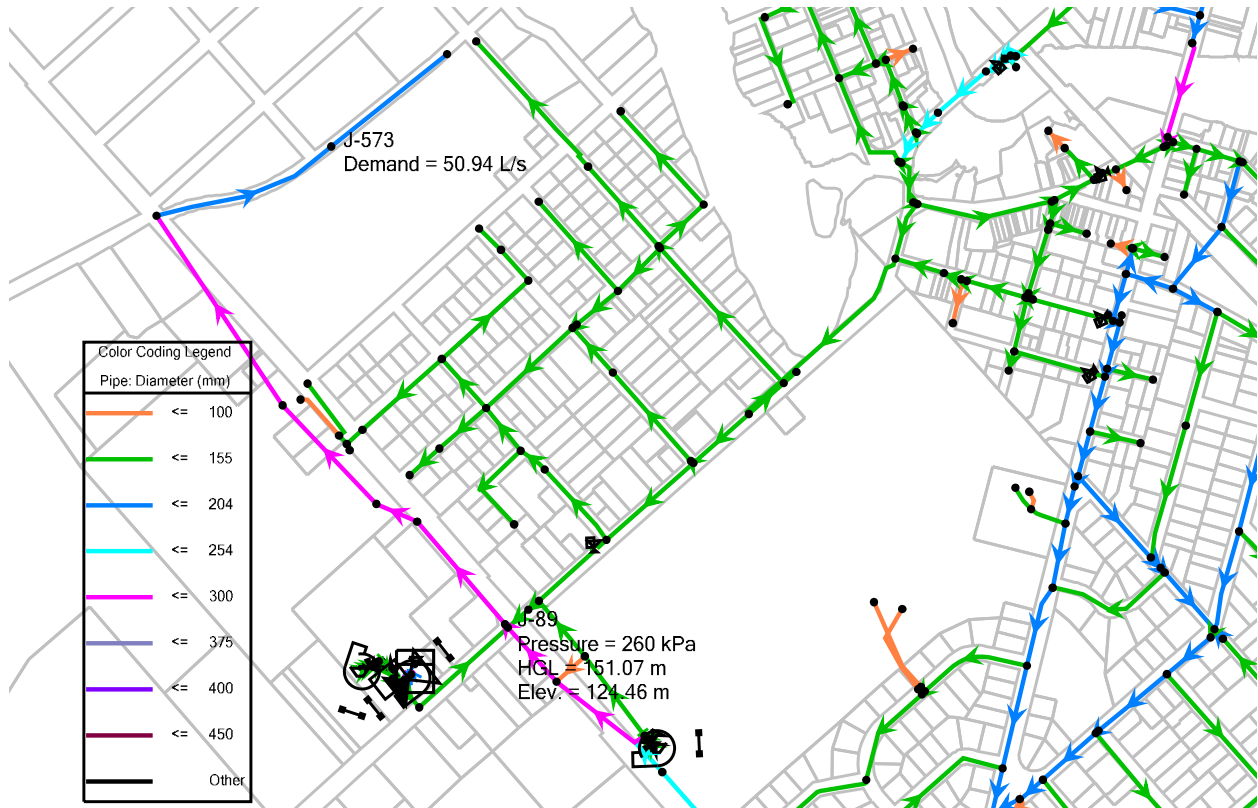 J-573
Demand = 50.94 L/s
Color Coding Legend
Pipe: Diameter (mm)
<= 100
<= 155
<= 204
<= 254
<= 300
<= 375
<= 400
<= 450
Other
J-89
Pressure = 260 kPa
HGL = 151.07 m
Elev. = 124.46 m